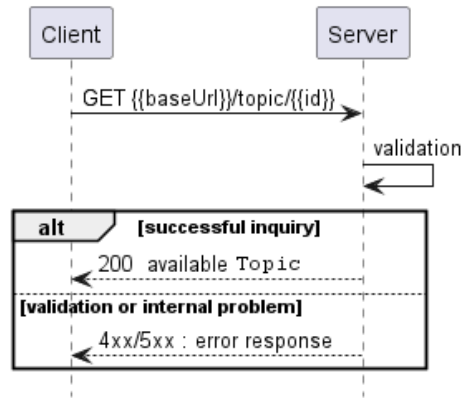 Client Server
GET {{baseUrl}}/topic/{{id}}
validation
alt [successful inquiry]
200 available Topic
[validation or internal problem]
4xx/5xx : error response